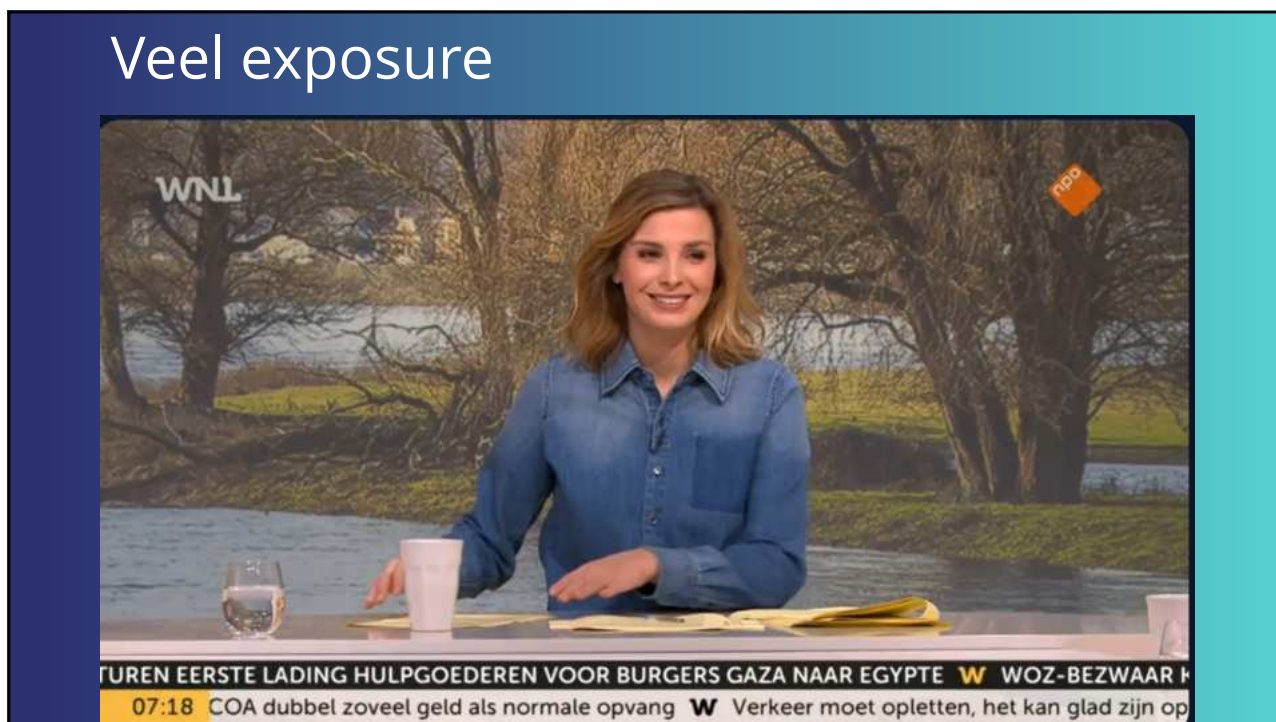 Veel exposure
WNL
npo
TUREN EERSTE LADING HULPGOEDEREN VOOR BURGERS GAZA NAAR EGYPTE W WOZ-BEZWAAR K
07:18 COA dubbel zoveel geld als normale opvang W Verkeer moet opletten, het kan glad zijn op